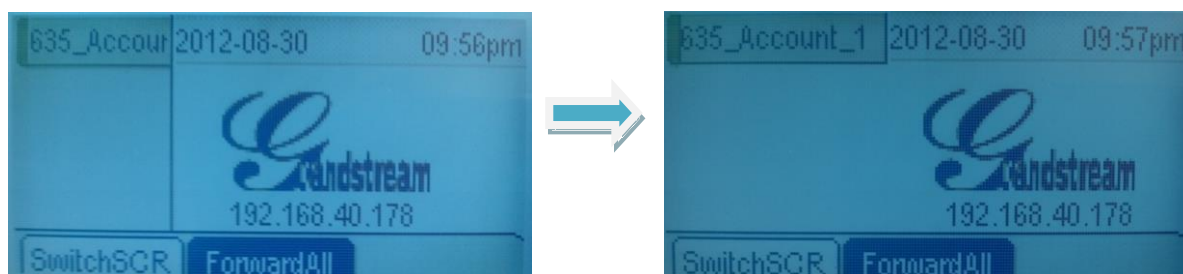 635_Accour 2012-08-30 09:56pm
Grandstream
192.168.40.178
SwitchSCR ForwardAll
635_Account_1 2012-08-30 09:57pm
Grandstream
192.168.40.178
SwitchSCR ForwardAll